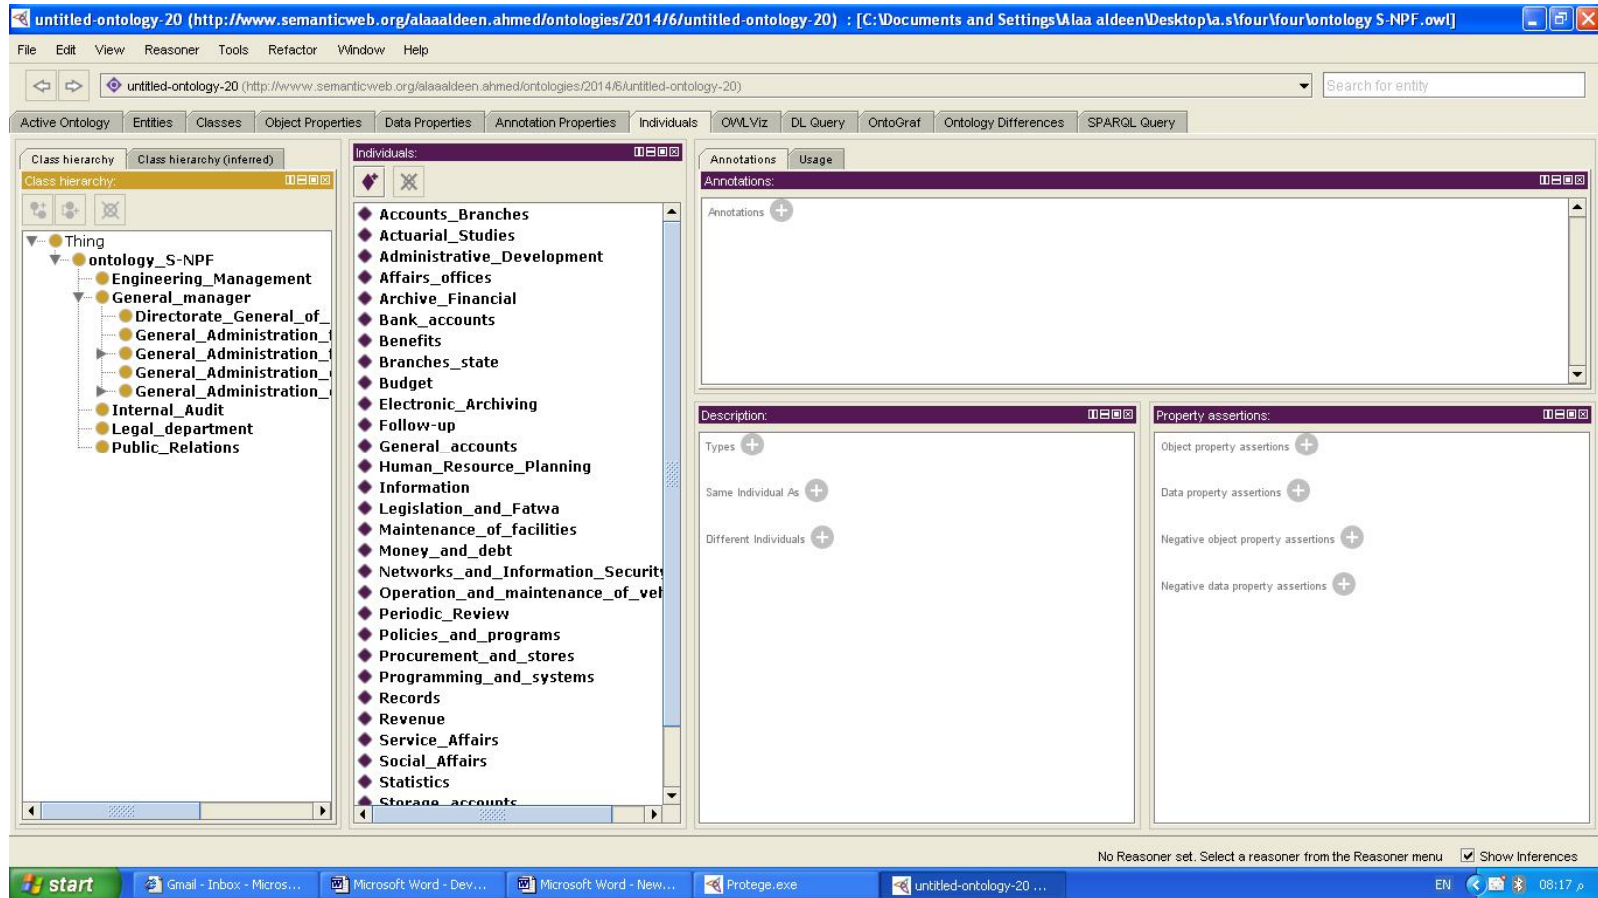 untitled-ontology-20 (http://www.semanticweb.org/alaaaldeen.ahmed/ontologies/2014/6/untitled-ontology-20) : [C:\Documents and Settings\Alaa aldeen\Desktop\a.s\four\four\ontology S-NPF.owl]
File Edit View Reasoner Tools Refactor Window Help
untitled-ontology-20 (http://www.semanticweb.org/alaaaldeen.ahmed/ontologies/2014/6/untitled-ontology-20)
Search for entity
Active Ontology Entities Classes Object Properties Data Properties Annotation Properties Individuals OWLViz DL Query OntoGraf Ontology Differences SPARQL Query
Class hierarchy Class hierarchy (inferred)
Class hierarchy:
Thing
ontology_S-NPF
Engineering_Management
General_manager
Directorate_General_of_
General_Administration_f
General_Administration_f
General_Administration_
General_Administration_
Internal_Audit
Legal_department
Public_Relations
Individuals:
Accounts_Branches
Actuarial_Studies
Administrative_Development
Affairs_offices
Archive_Financial
Bank_accounts
Benefits
Branches_state
Budget
Electronic_Archiving
Follow-up
General_accounts
Human_Resource_Planning
Information
Legislation_and_Fatwa
Maintenance_of_facilities
Money_and_debt
Networks_and_Information_Security
Operation_and_maintenance_of_veh
Periodic_Review
Policies_and_programs
Procurement_and_stores
Programming_and_systems
Records
Revenue
Service_Affairs
Social_Affairs
Statistics
Storage_accounts
Annotations Usage
Annotations:
Annotations
Description:
Types
Same Individual As
Different Individuals
Property assertions:
Object property assertions
Data property assertions
Negative object property assertions
Negative data property assertions
No Reasoner set. Select a reasoner from the Reasoner menu Show Inferences
start Gmail - Inbox - Micros... Microsoft Word - Dev... Microsoft Word - New... Protege.exe untitled-ontology-20 ... EN 08:17 م